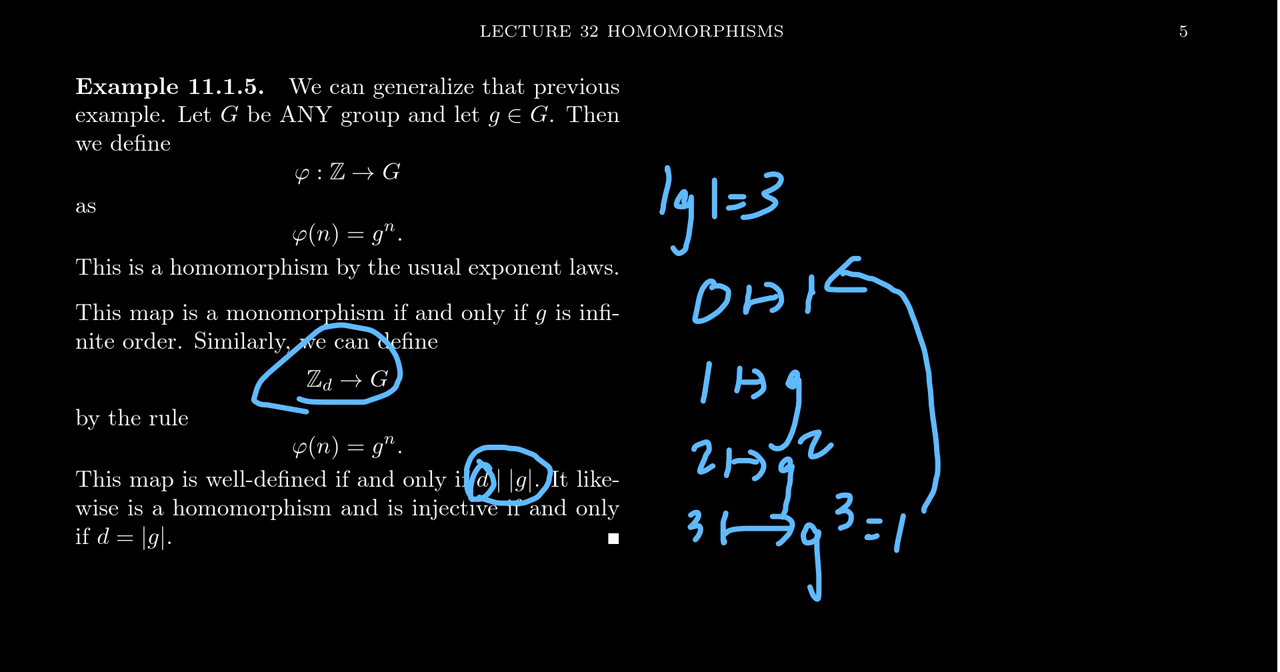 LECTURE 32 HOMOMORPHISMS 5
Example 11.1.5. We can generalize that previous
example. Let G be ANY group and let g ∈ G. Then
we define
φ : ℤ → G
as
φ(n) = gⁿ.
This is a homomorphism by the usual exponent laws.
This map is a monomorphism if and only if g is infi-
nite order. Similarly, we can define
ℤ_d → G
by the rule
φ(n) = gⁿ.
This map is well-defined if and only if d | |g|. It like-
wise is a homomorphism and is injective if and only
if d = |g|.
|g| = 3
0 ↦ 1
1 ↦ g
2 ↦ g²
3 ↦ g³ = 1